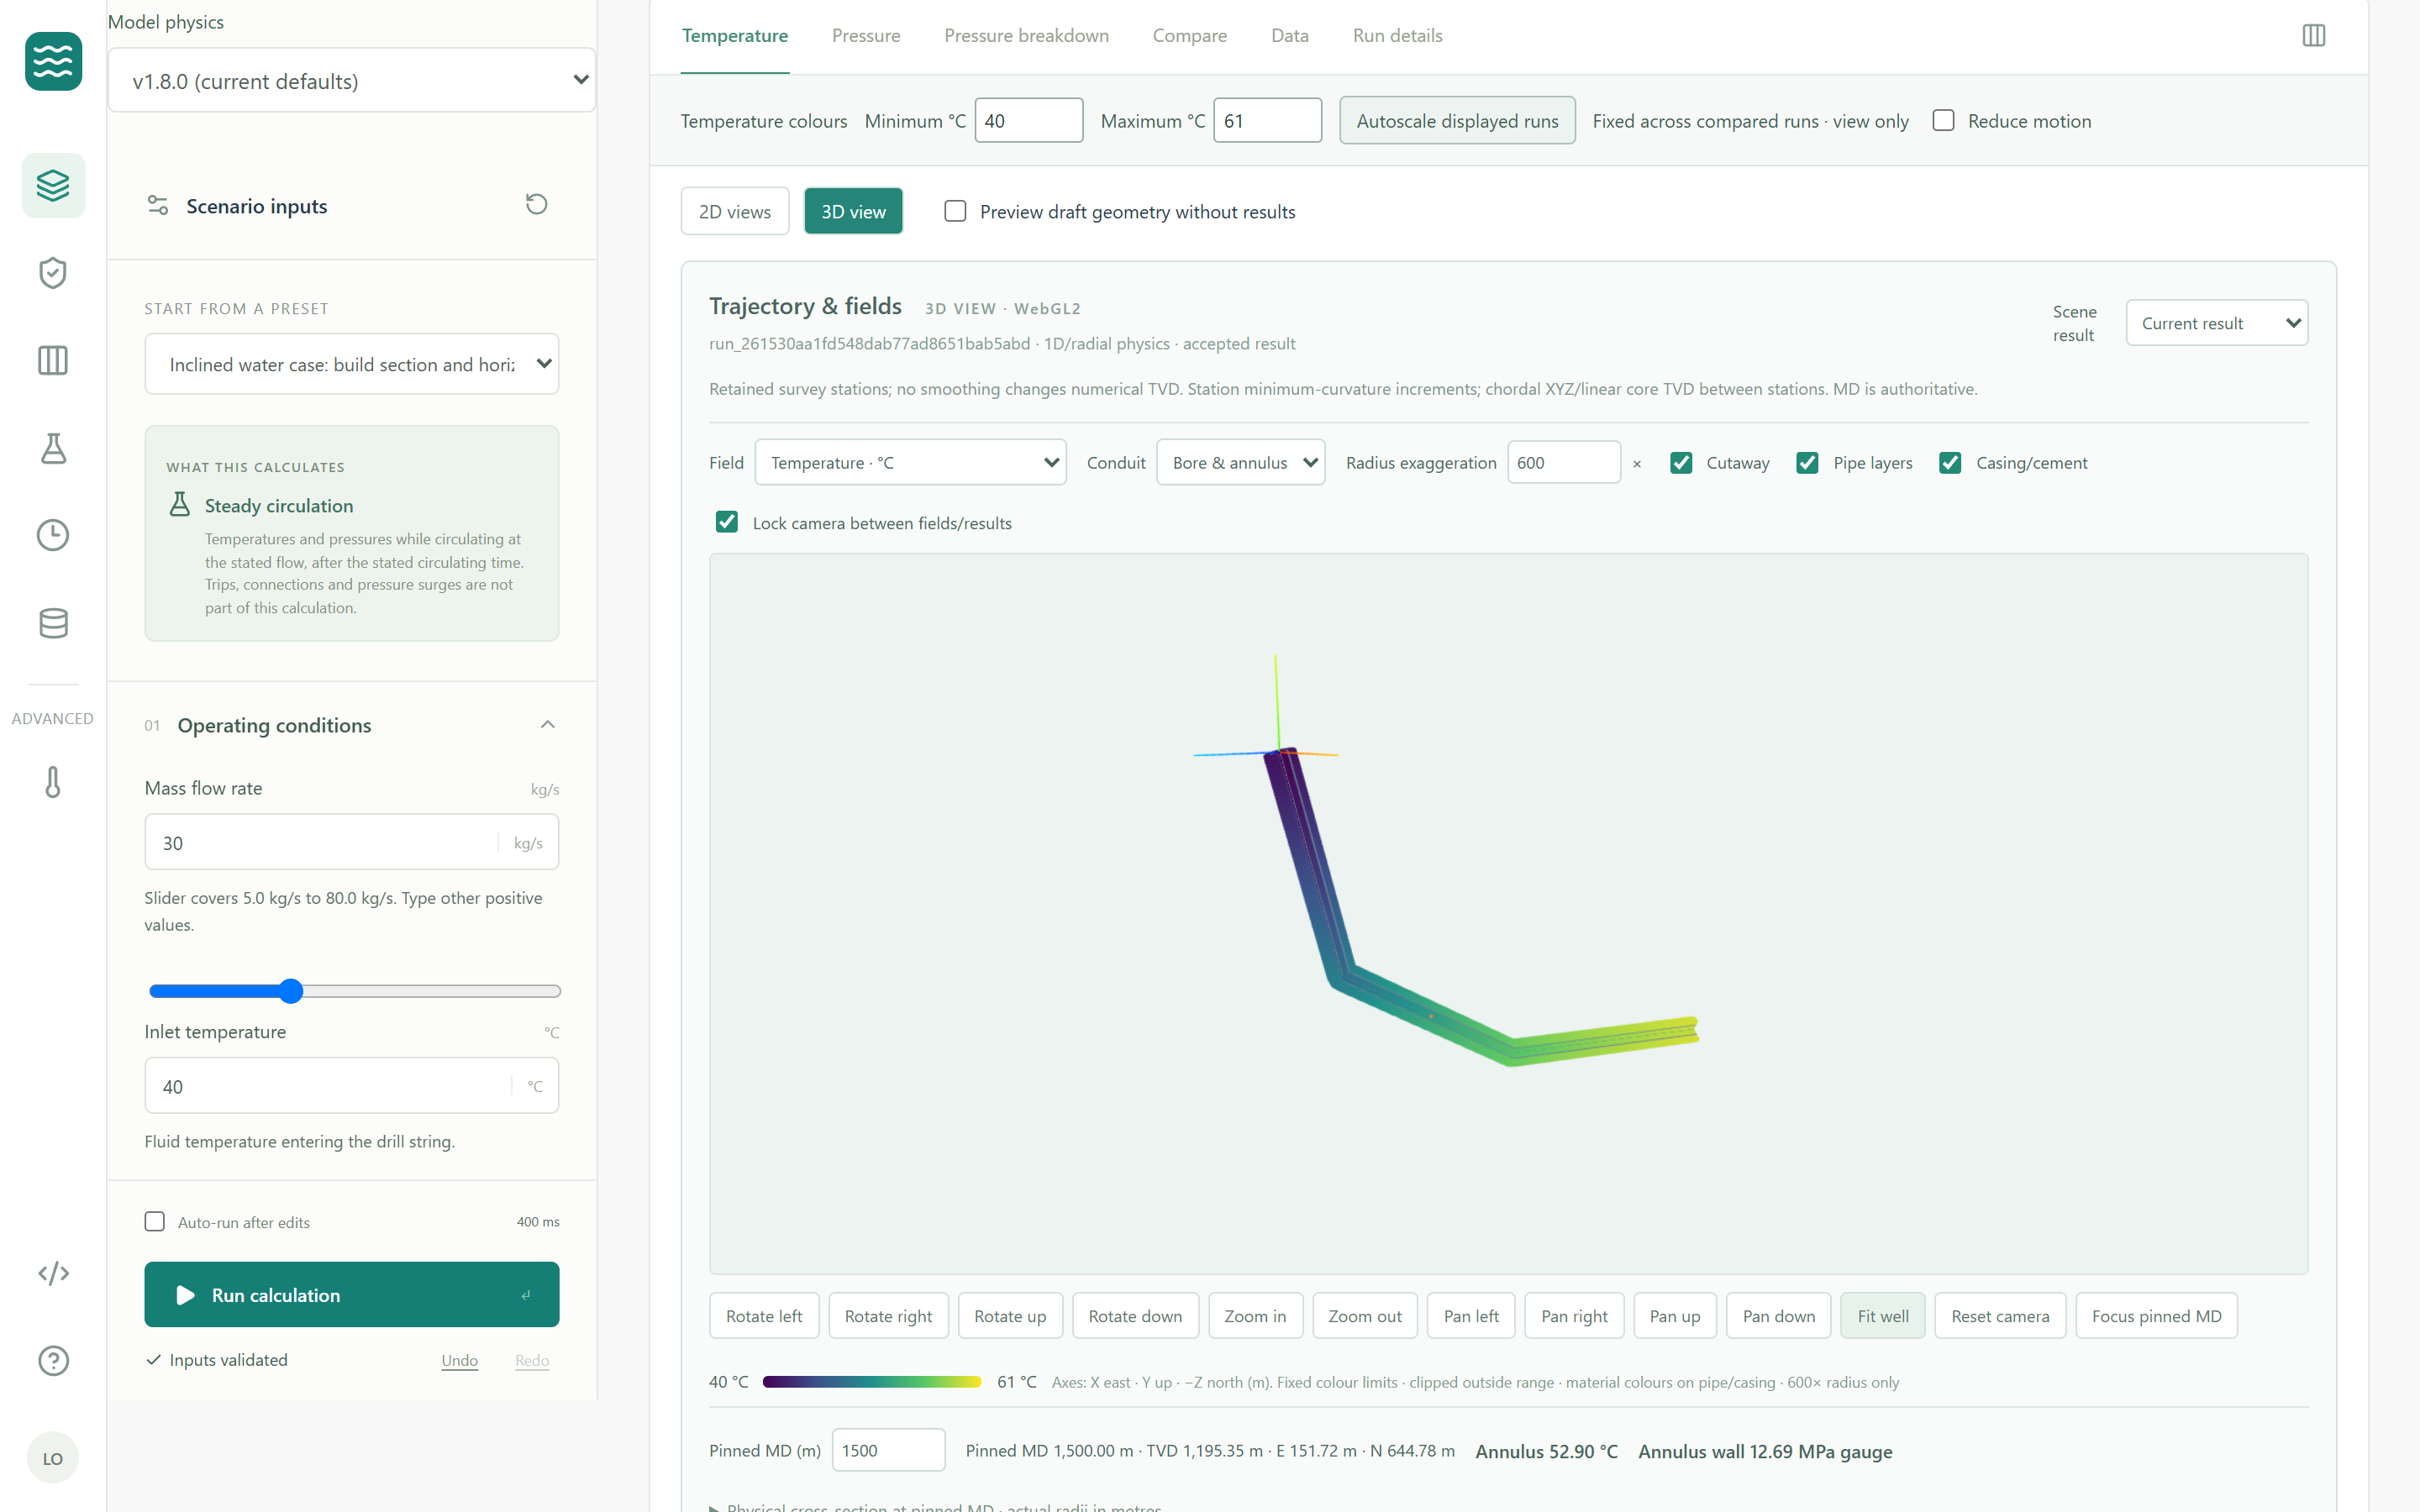 Model physics
v1.8.0 (current defaults)
Scenario inputs
START FROM A PRESET
Inclined water case: build section and horiz
WHAT THIS CALCULATES
Steady circulation
Temperatures and pressures while circulating at
the stated flow, after the stated circulating time.
Trips, connections and pressure surges are not
part of this calculation.
ADVANCED
01 Operating conditions
Mass flow rate kg/s
30 kg/s
Slider covers 5.0 kg/s to 80.0 kg/s. Type other positive
values.
Inlet temperature °C
40 °C
Fluid temperature entering the drill string.
Auto-run after edits 400 ms
Run calculation ↵
Inputs validated Undo Redo
LO
Temperature Pressure Pressure breakdown Compare Data Run details
Temperature colours Minimum °C 40 Maximum °C 61 Autoscale displayed runs Fixed across compared runs · view only Reduce motion
2D views 3D view Preview draft geometry without results
Trajectory & fields 3D VIEW · WebGL2
Scene
result
Current result
run_261530aa1fd548dab77ad8651bab5abd · 1D/radial physics · accepted result
Retained survey stations; no smoothing changes numerical TVD. Station minimum-curvature increments; chordal XYZ/linear core TVD between stations. MD is authoritative.
Field Temperature · °C Conduit Bore & annulus Radius exaggeration 600 × Cutaway Pipe layers Casing/cement
Lock camera between fields/results
Rotate left Rotate right Rotate up Rotate down Zoom in Zoom out Pan left Pan right Pan up Pan down Fit well Reset camera Focus pinned MD
40 °C 61 °C Axes: X east · Y up · −Z north (m). Fixed colour limits · clipped outside range · material colours on pipe/casing · 600× radius only
Pinned MD (m) 1500 Pinned MD 1,500.00 m · TVD 1,195.35 m · E 151.72 m · N 644.78 m Annulus 52.90 °C Annulus wall 12.69 MPa gauge
Physical cross-section at pinned MD · actual radii in metres